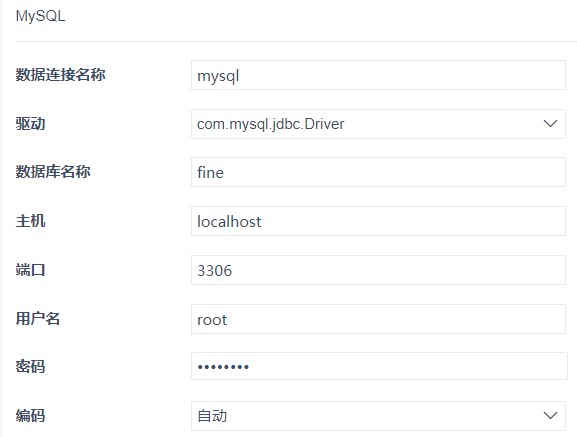 MySQL
数据连接名称 mysql
驱动 com.mysql.jdbc.Driver
数据库名称 fine
主机 localhost
端口 3306
用户名 root
密码 ••••••••
编码 自动